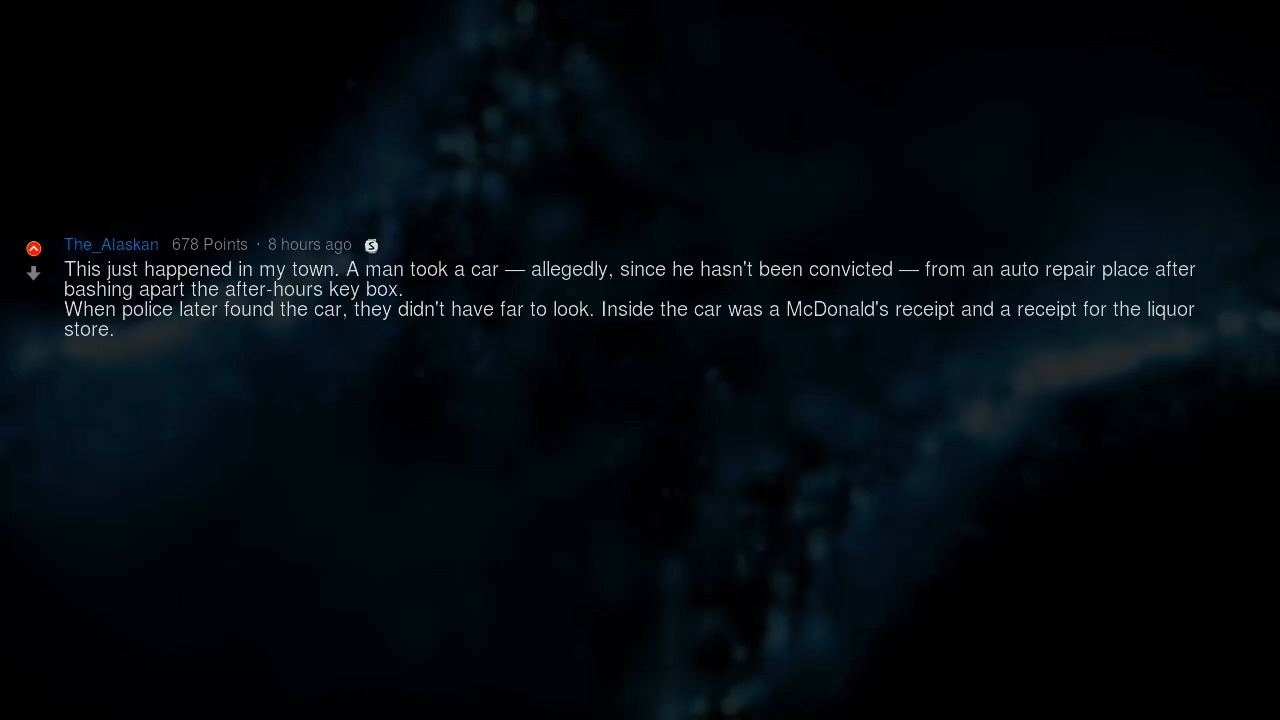 The_Alaskan 678 Points · 8 hours ago
This just happened in my town. A man took a car — allegedly, since he hasn't been convicted — from an auto repair place after
bashing apart the after-hours key box.
When police later found the car, they didn't have far to look. Inside the car was a McDonald's receipt and a receipt for the liquor
store.